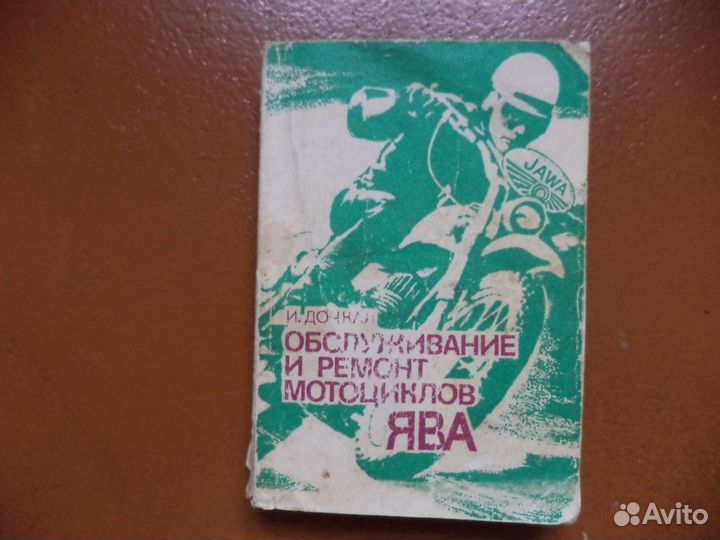 JAWA
И. ДОЧКАЛ
ОБСЛУЖИВАНИЕ
И РЕМОНТ
МОТОЦИКЛОВ
ЯВА
Avito